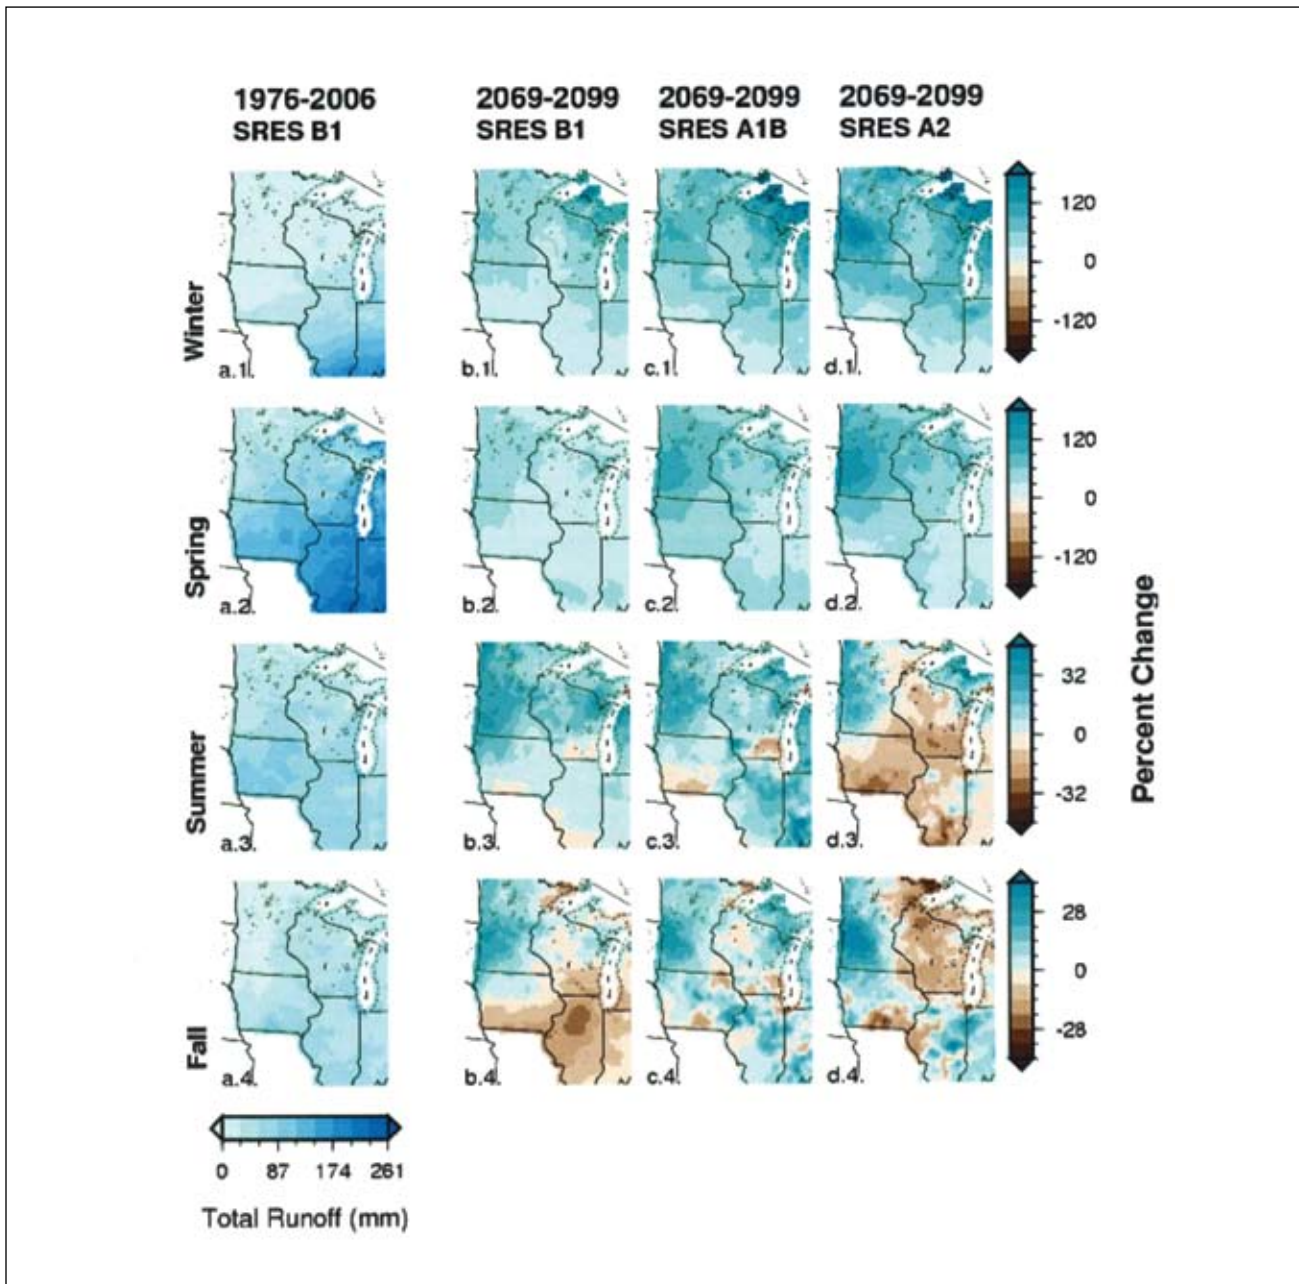 1976-2006
SRES B1
2069-2099
SRES B1
2069-2099
SRES A1B
2069-2099
SRES A2
Winter
a.1.
b.1.
c.1.
d.1.
120
0
-120
Spring
a.2.
b.2.
c.2.
d.2.
120
0
-120
Summer
a.3.
b.3.
c.3.
d.3.
32
0
-32
Fall
a.4.
b.4.
c.4.
d.4.
28
0
-28
Percent Change
0 87 174 261
Total Runoff (mm)